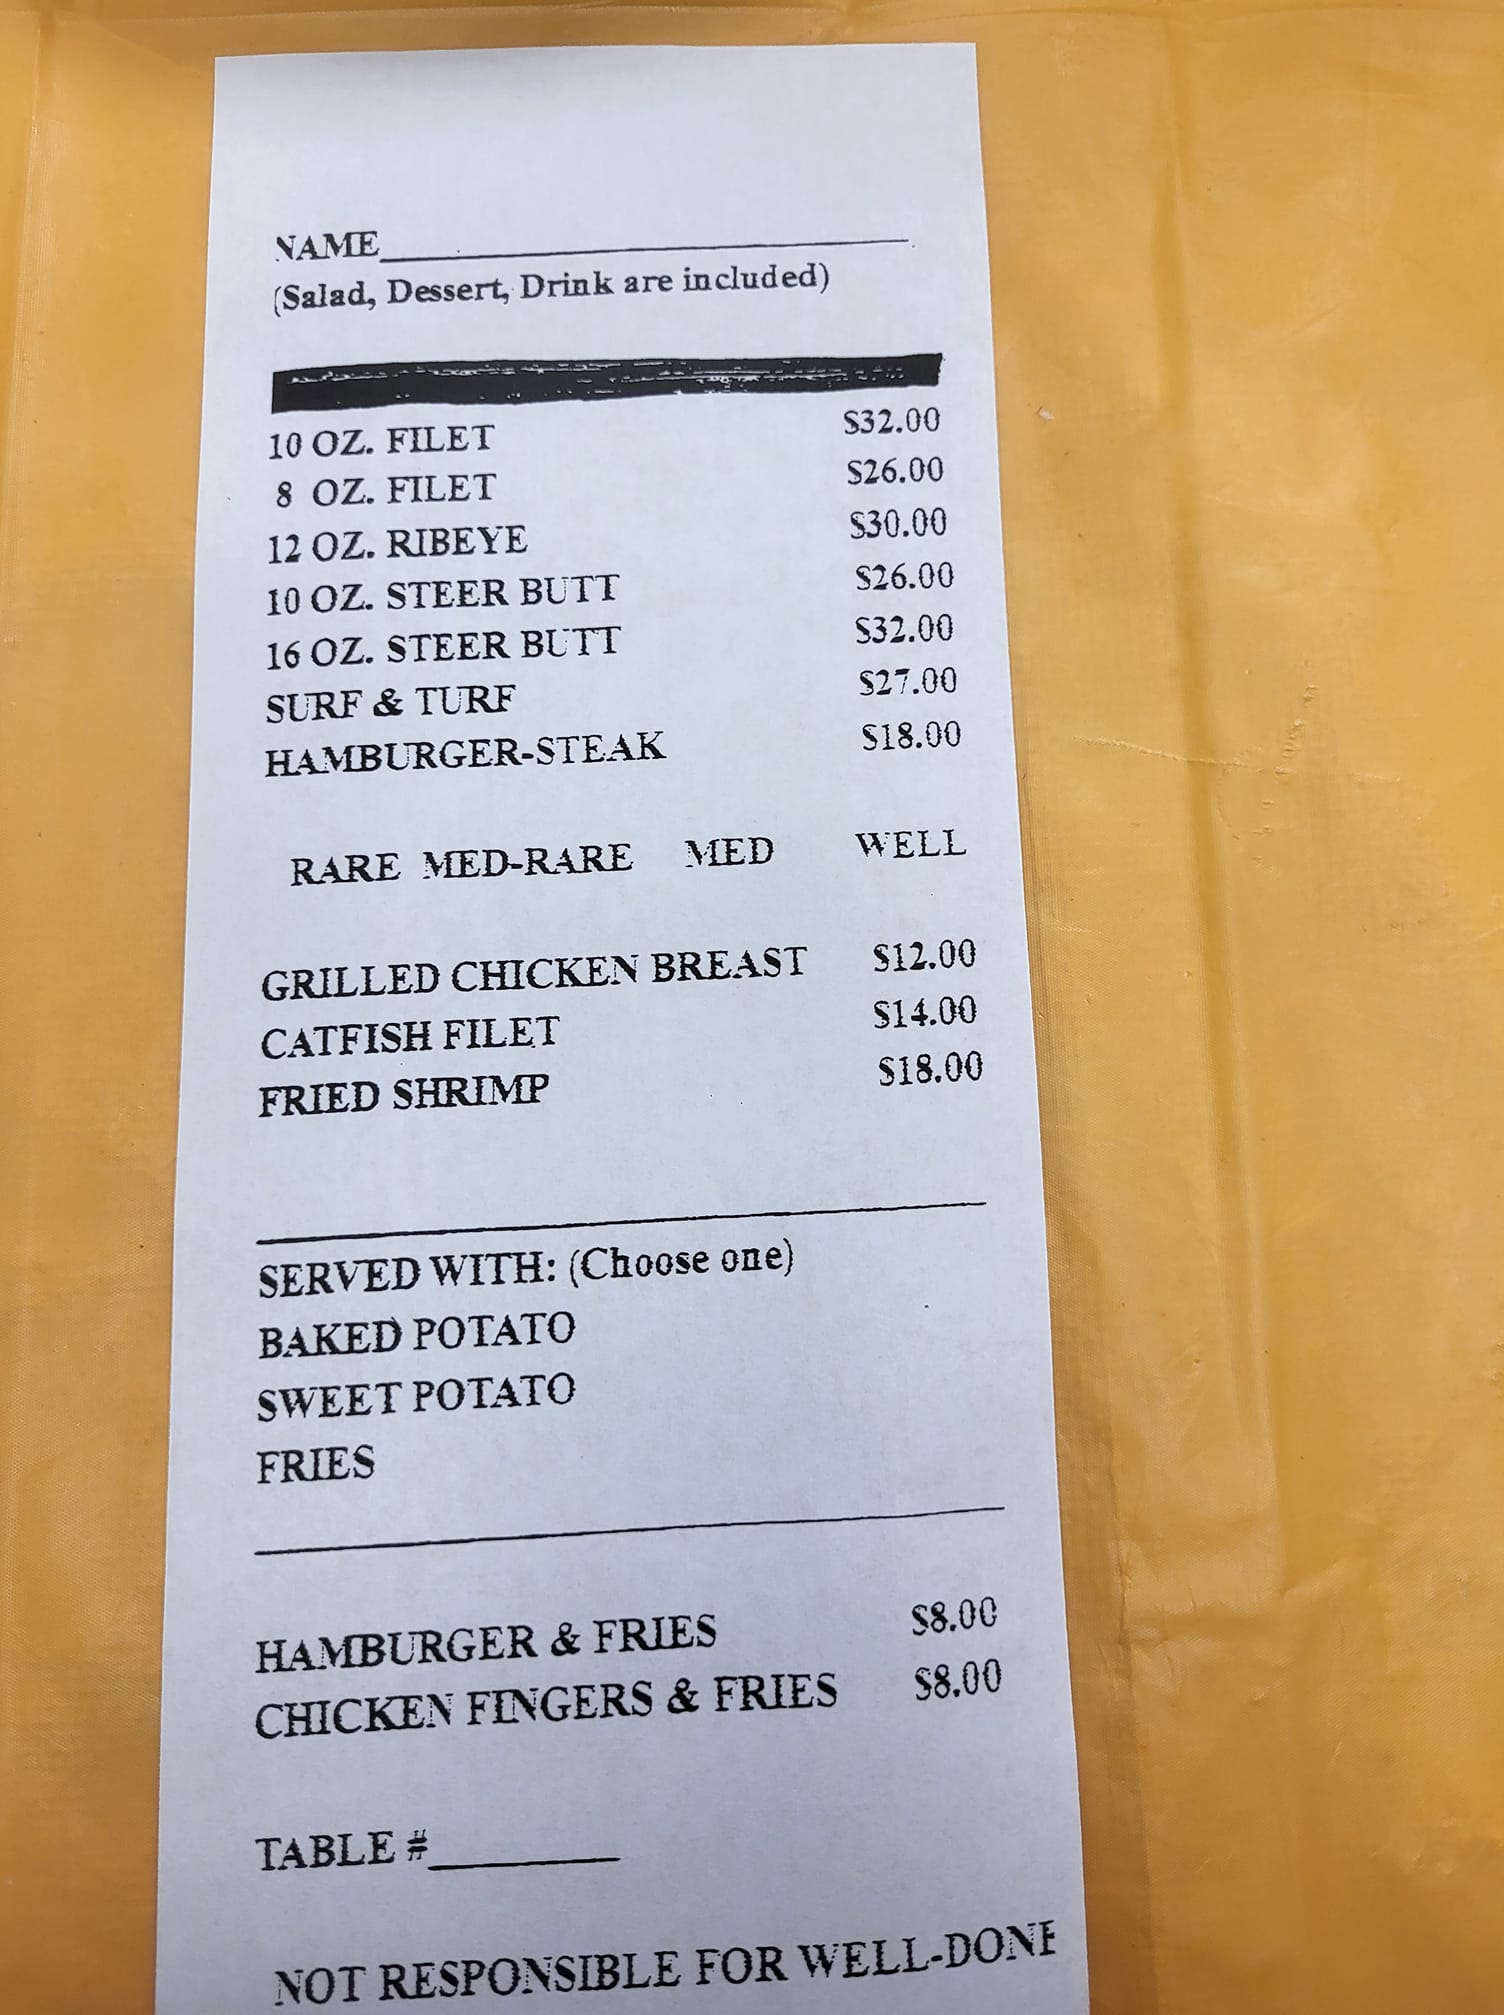 NAME____________________
(Salad, Dessert, Drink are included)
10 OZ. FILET $32.00
8 OZ. FILET $26.00
12 OZ. RIBEYE $30.00
10 OZ. STEER BUTT $26.00
16 OZ. STEER BUTT $32.00
SURF & TURF $27.00
HAMBURGER-STEAK $18.00
RARE MED-RARE MED WELL
GRILLED CHICKEN BREAST $12.00
CATFISH FILET $14.00
FRIED SHRIMP $18.00
SERVED WITH: (Choose one)
BAKED POTATO
SWEET POTATO
FRIES
HAMBURGER & FRIES $8.00
CHICKEN FINGERS & FRIES $8.00
TABLE #________
NOT RESPONSIBLE FOR WELL-DONE